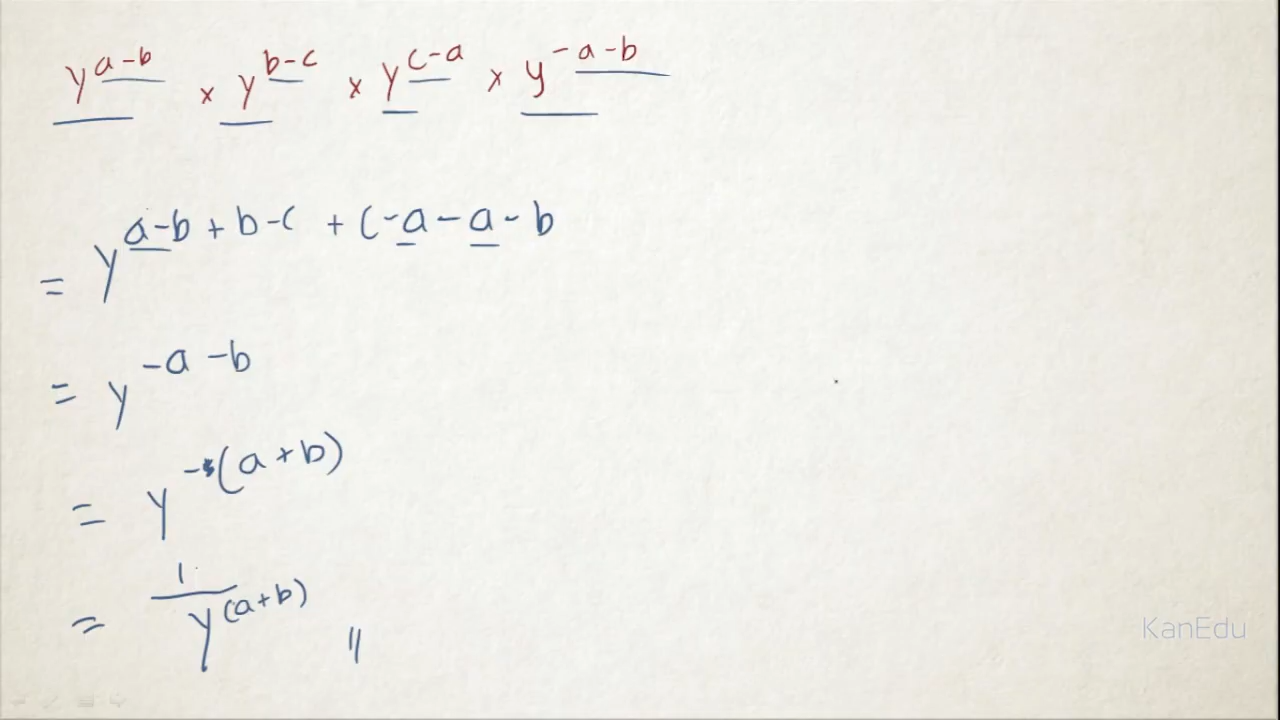 y^(a-b) × y^(b-c) × y^(c-a) × y^(-a-b)
= y^(a-b+b-c+c-a-a-b)
= y^(-a-b)
= y^(-(a+b))
= 1/y^((a+b)) //
KanEdu